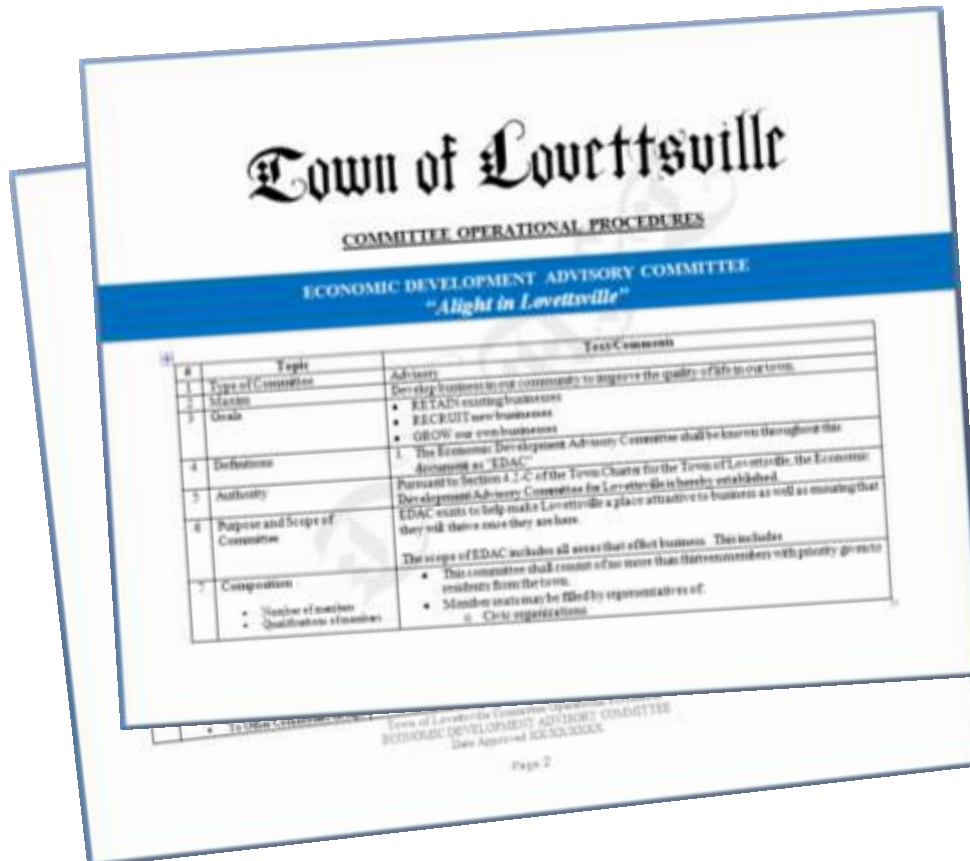 Town of Lovettsville
COMMITTEE OPERATIONAL PROCEDURES
ECONOMIC DEVELOPMENT ADVISORY COMMITTEE
"Alight in Lovettsville"
# Topic Text/Comments
1 Type of Committee Advisory
2 Maxim Develop business in our community to improve the quality of life in our town.
3 Goals • RETAIN existing businesses
• RECRUIT new businesses
• GROW our own businesses
4 Definitions 1. The Economic Development Advisory Committee shall be known throughout this
document as "EDAC"
5 Authority Pursuant to Section 4.2-C of the Town Charter for the Town of Lovettsville, the Economic
Development Advisory Committee for Lovettsville is hereby established.
6 Purpose and Scope of EDAC exists to help make Lovettsville a place attractive to business as well as ensuring that
Committee they will thrive once they are here.
The scope of EDAC includes all areas that effect business. This includes
7 Composition • This committee shall consist of no more than thirteen members with priority given to
residents from the town.
• Number of members • Member seats may be filled by representatives of:
• Qualifications of members o Civic organizations
• To Other
Town of Lovettsville Committee Operational
ECONOMIC DEVELOPMENT ADVISORY COMMITTEE
Date Approved XX/XX/XXXX
Page 2